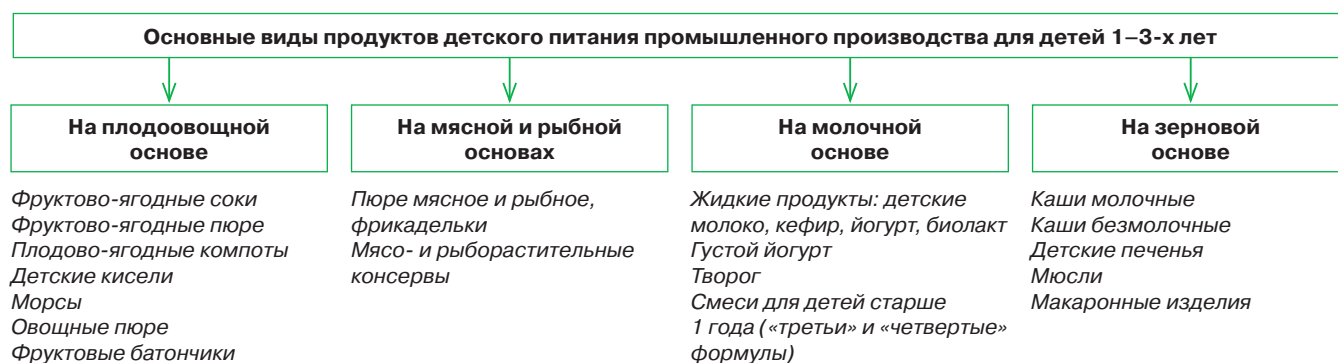 Основные виды продуктов детского питания промышленного производства для детей 1–3-х лет
На плодоовощной
основе
Фруктово-ягодные соки
Фруктово-ягодные пюре
Плодово-ягодные компоты
Детские кисели
Морсы
Овощные пюре
Фруктовые батончики
На мясной и рыбной
основах
Пюре мясное и рыбное,
фрикадельки
Мясо- и рыборастительные
консервы
На молочной
основе
Жидкие продукты: детские
молоко, кефир, йогурт, биолакт
Густой йогурт
Творог
Смеси для детей старше
1 года («третьи» и «четвертые»
формулы)
На зерновой
основе
Каши молочные
Каши безмолочные
Детские печенья
Мюсли
Макаронные изделия